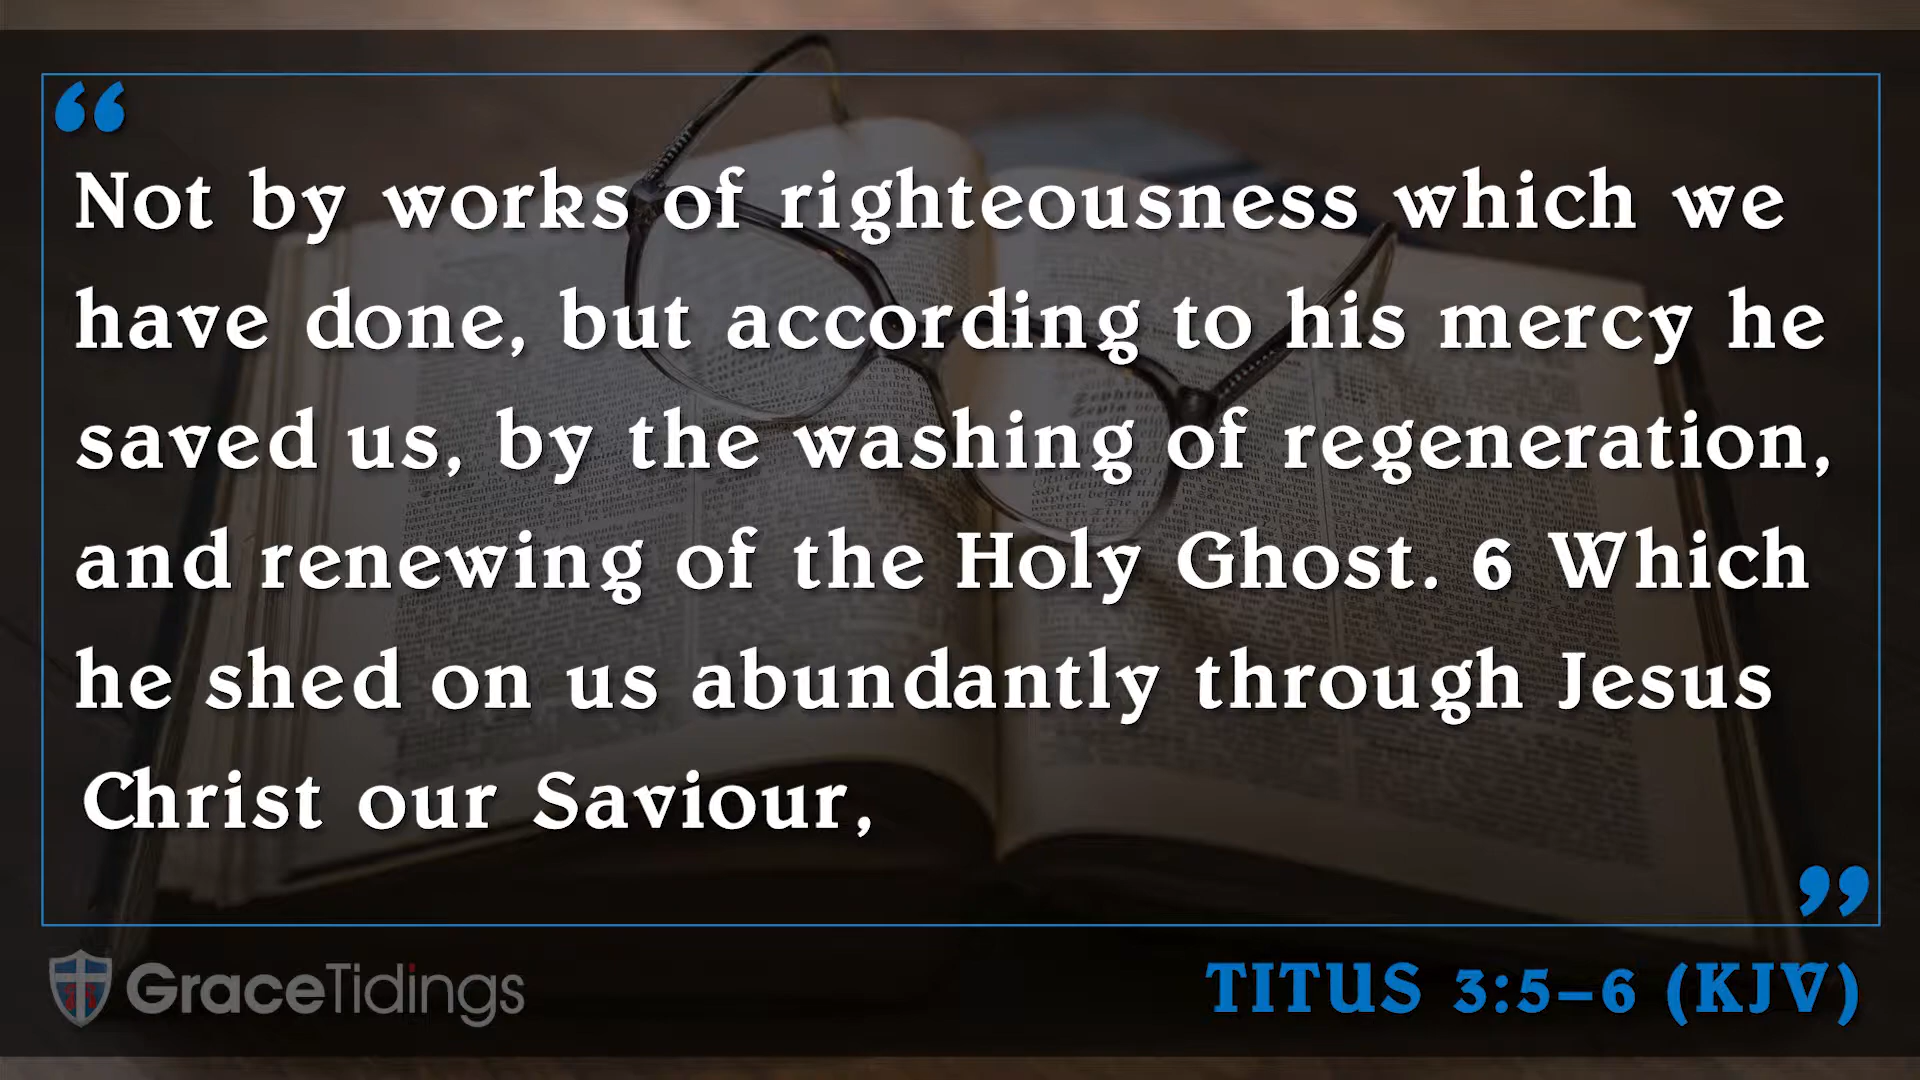 “
Not by works of righteousness which we
have done, but according to his mercy he
saved us, by the washing of regeneration,
and renewing of the Holy Ghost. 6 Which
he shed on us abundantly through Jesus
Christ our Saviour,
”
GraceTidings
TITUS 3:5–6 (KJV)